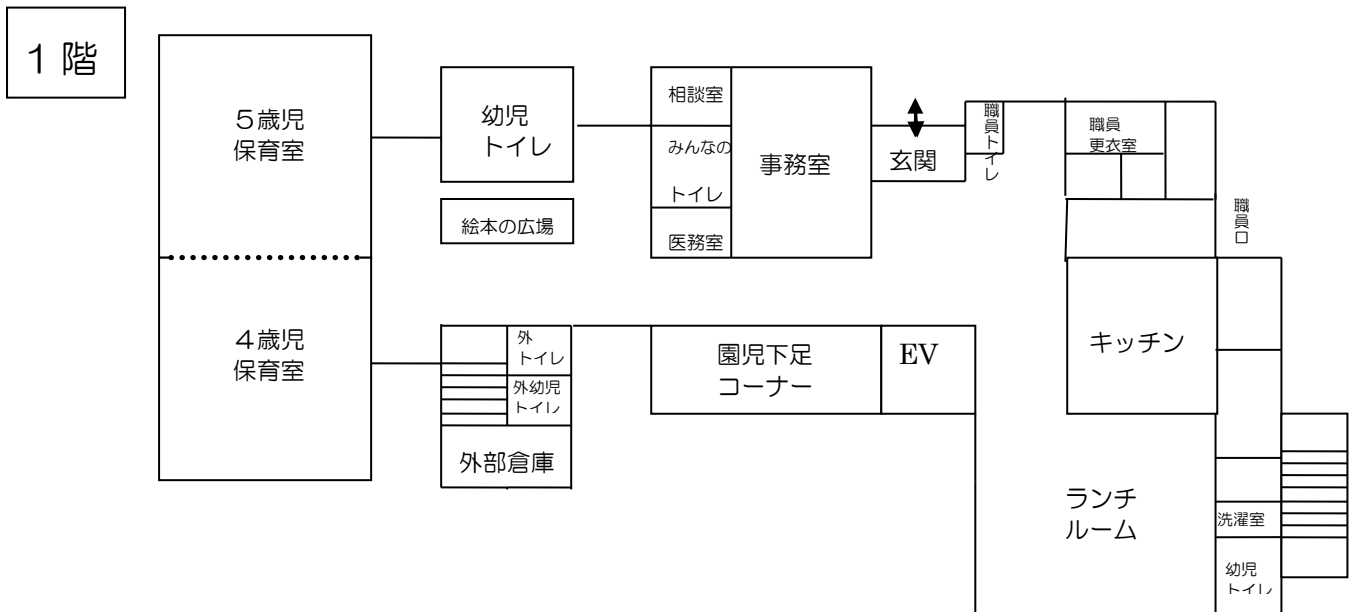 １階
５歳児
保育室
幼児
トイレ
絵本の広場
相談室
みんなの
トイレ
医務室
事務室
玄関
職員トイレ
職員
更衣室
職員口
４歳児
保育室
外
トイレ
外幼児
トイレ
外部倉庫
園児下足
コーナー
EV
キッチン
ランチ
ルーム
洗濯室
幼児
トイレ